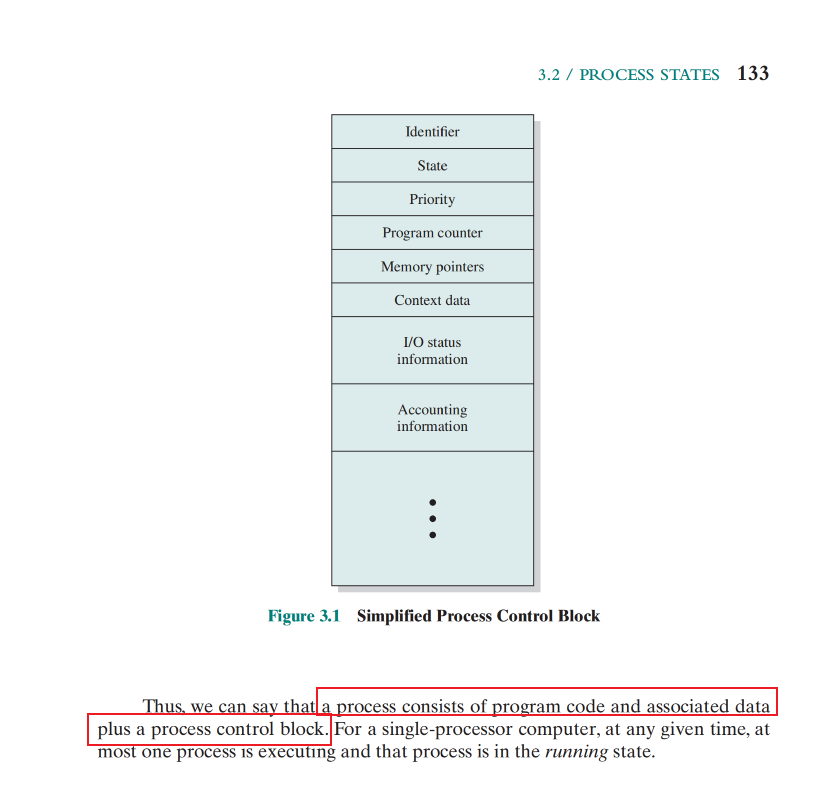 3.2 / PROCESS STATES 133
Identifier
State
Priority
Program counter
Memory pointers
Context data
I/O status
information
Accounting
information
Figure 3.1 Simplified Process Control Block
Thus, we can say that a process consists of program code and associated data
plus a process control block. For a single-processor computer, at any given time, at
most one process is executing and that process is in the running state.